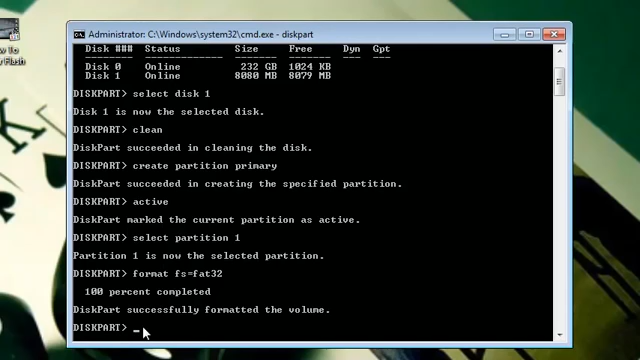 How To
Flash
Administrator: C:\Windows\system32\cmd.exe - diskpart
Disk ### Status Size Free Dyn Gpt
Disk 0 Online 232 GB 1024 KB
Disk 1 Online 8080 MB 8079 MB
DISKPART> select disk 1
Disk 1 is now the selected disk.
DISKPART> clean
DiskPart succeeded in cleaning the disk.
DISKPART> create partition primary
DiskPart succeeded in creating the specified partition.
DISKPART> active
DiskPart marked the current partition as active.
DISKPART> select partition 1
Partition 1 is now the selected partition.
DISKPART> format fs=fat32
100 percent completed
DiskPart successfully formatted the volume.
DISKPART> _